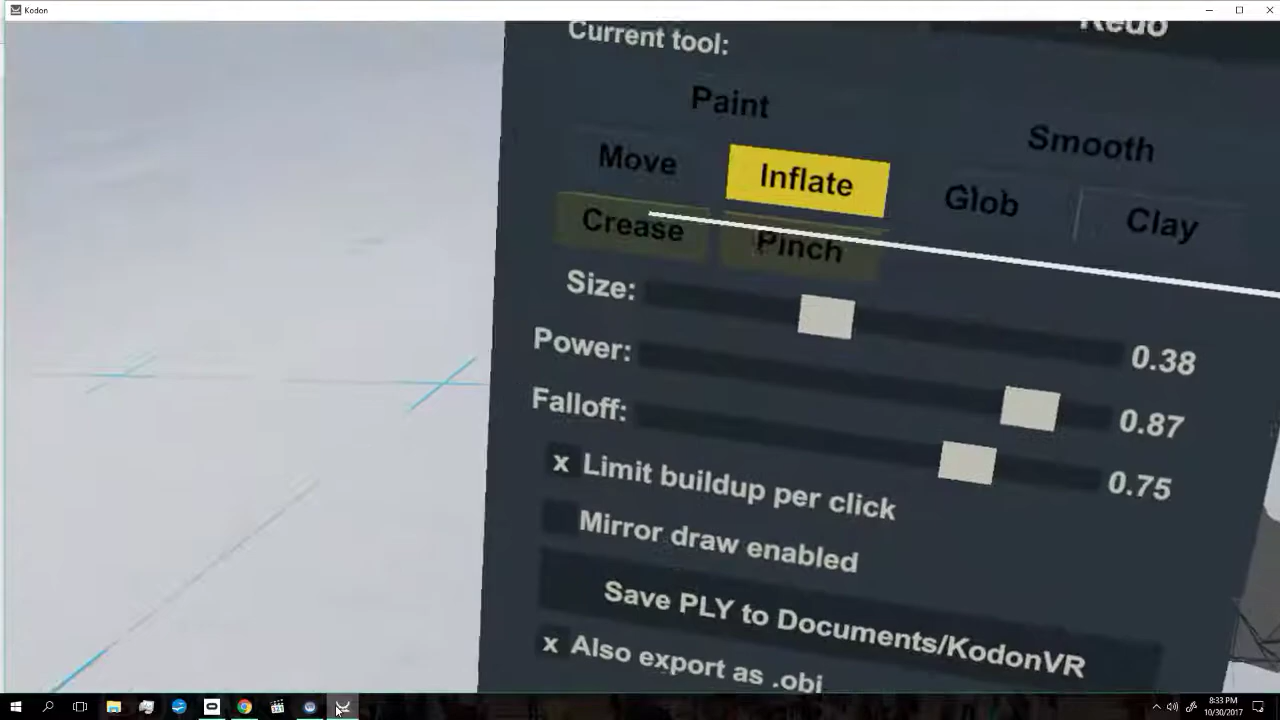 Kodon
Redo
Current tool:
Paint
Smooth
Move
Inflate
Glob
Clay
Crease
Pinch
Size:
0.38
Power:
0.87
Falloff:
0.75
x Limit buildup per click
Mirror draw enabled
Save PLY to Documents/KodonVR
x Also export as .obj
8:33 PM
10/30/2017